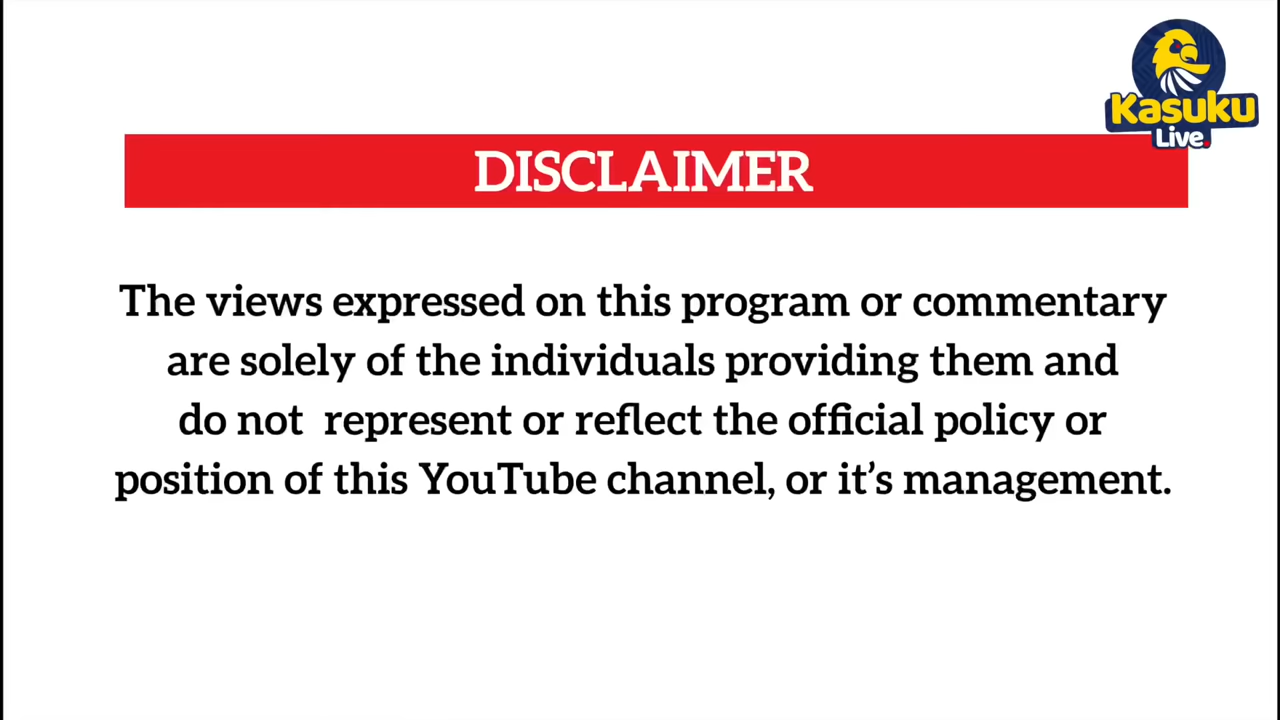 Kasuku
Live.
DISCLAIMER
The views expressed on this program or commentary
are solely of the individuals providing them and
do not represent or reflect the official policy or
position of this YouTube channel, or it's management.